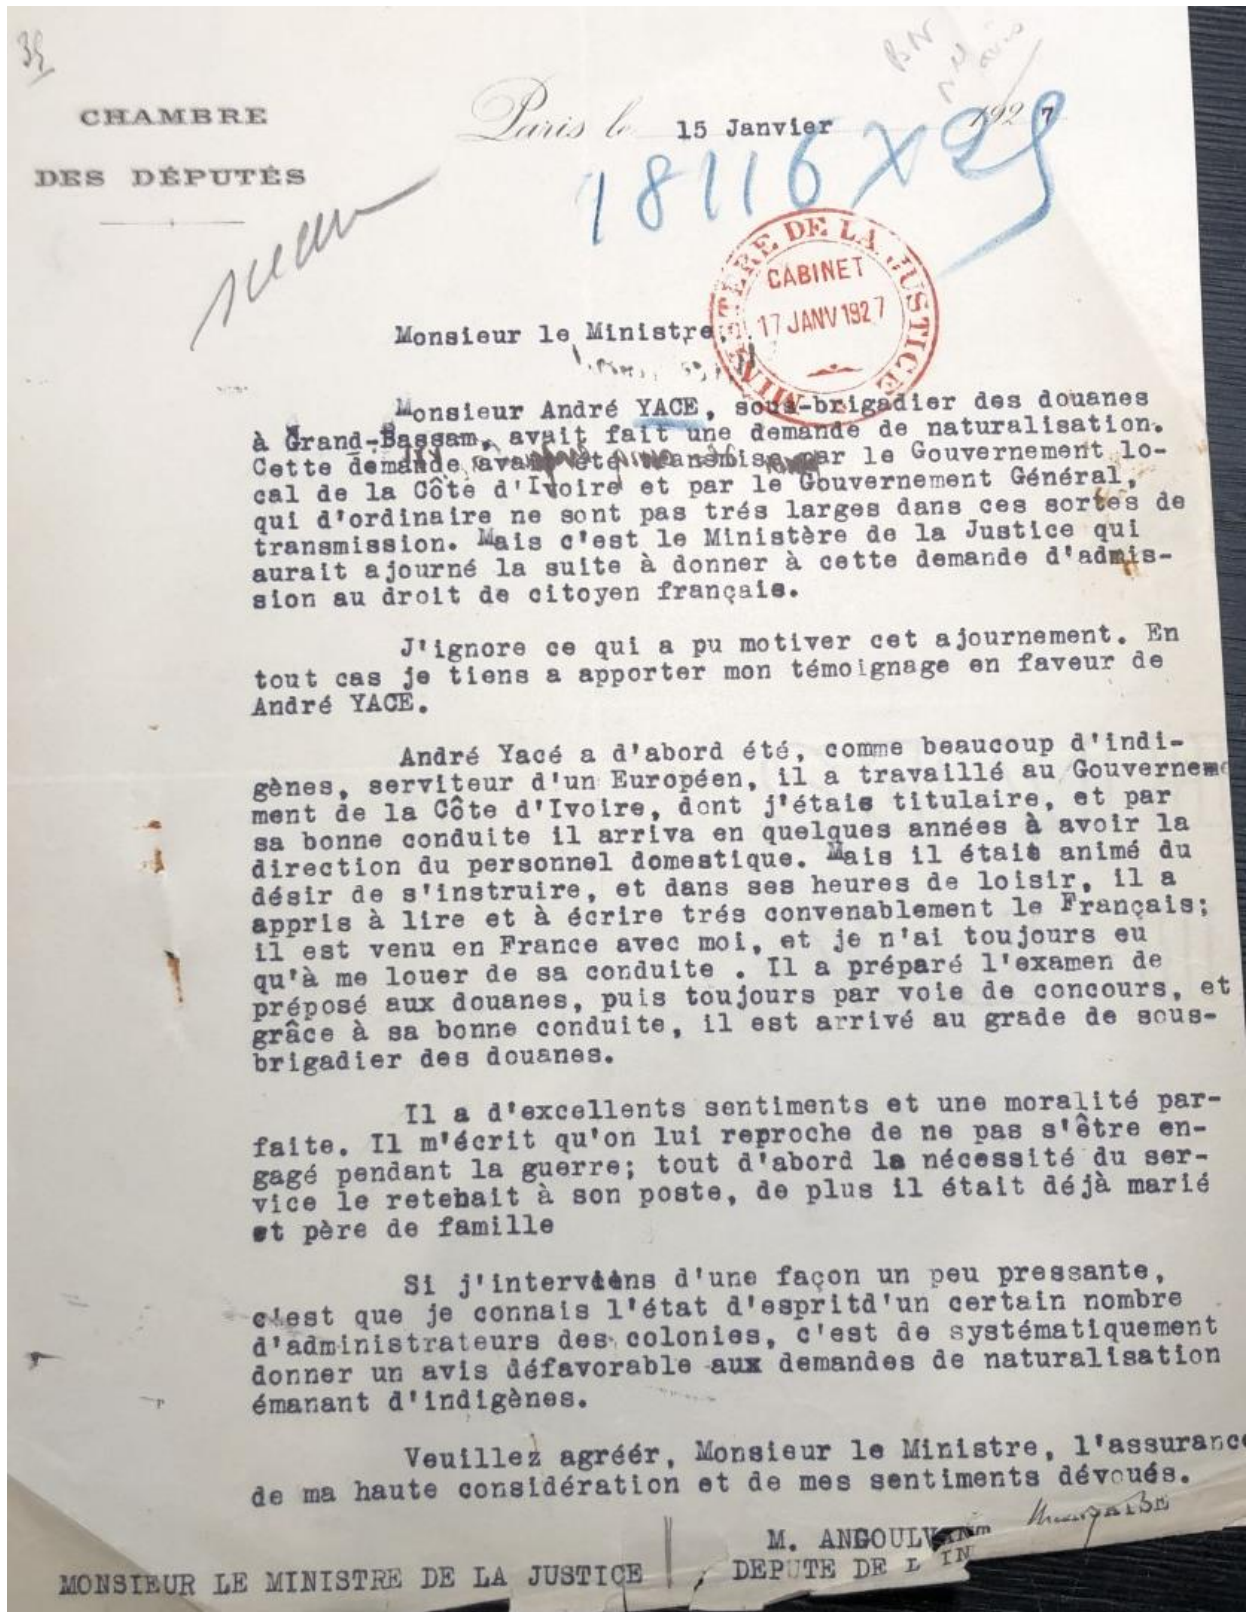 35
BN
CHAMBRE
DES DÉPUTÉS
Paris le 15 Janvier 1927
18116 X 25
MINISTERE DE LA JUSTICE
CABINET
17 JANV 1927
Monsieur le Ministre,
Monsieur André YACE, sous-brigadier des douanes
à Grand-Bassam, avait fait une demande de naturalisation.
Cette demande avait été transmise par le Gouvernement lo-
cal de la Côte d'Ivoire et par le Gouvernement Général,
qui d'ordinaire ne sont pas trés larges dans ces sortes de
transmission. Mais c'est le Ministère de la Justice qui
aurait ajourné la suite à donner à cette demande d'admis-
sion au droit de citoyen français.
J'ignore ce qui a pu motiver cet ajournement. En
tout cas je tiens a apporter mon témoignage en faveur de
André YACE.
André Yacé a d'abord été, comme beaucoup d'indi-
gènes, serviteur d'un Européen, il a travaillé au Gouverneme
ment de la Côte d'Ivoire, dont j'étais titulaire, et par
sa bonne conduite il arriva en quelques années à avoir la
direction du personnel domestique. Mais il était animé du
désir de s'instruire, et dans ses heures de loisir, il a
appris à lire et à écrire trés convenablement le Français;
il est venu en France avec moi, et je n'ai toujours eu
qu'à me louer de sa conduite . Il a préparé l'examen de
préposé aux douanes, puis toujours par voie de concours, et
grâce à sa bonne conduite, il est arrivé au grade de sous-
brigadier des douanes.
Il a d'excellents sentiments et une moralité par-
faite. Il m'écrit qu'on lui reproche de ne pas s'être en-
gagé pendant la guerre; tout d'abord la nécessité du ser-
vice le retenait à son poste, de plus il était déjà marié
et père de famille
Si j'interviens d'une façon un peu pressante,
c'est que je connais l'état d'espritd'un certain nombre
d'administrateurs des colonies, c'est de systématiquement
donner un avis défavorable aux demandes de naturalisation
émanant d'indigènes.
Veuillez agréér, Monsieur le Ministre, l'assurance
de ma haute considération et de mes sentiments dévoués.
M. ANGOULVANT
DEPUTE DE L IN
MONSIEUR LE MINISTRE DE LA JUSTICE